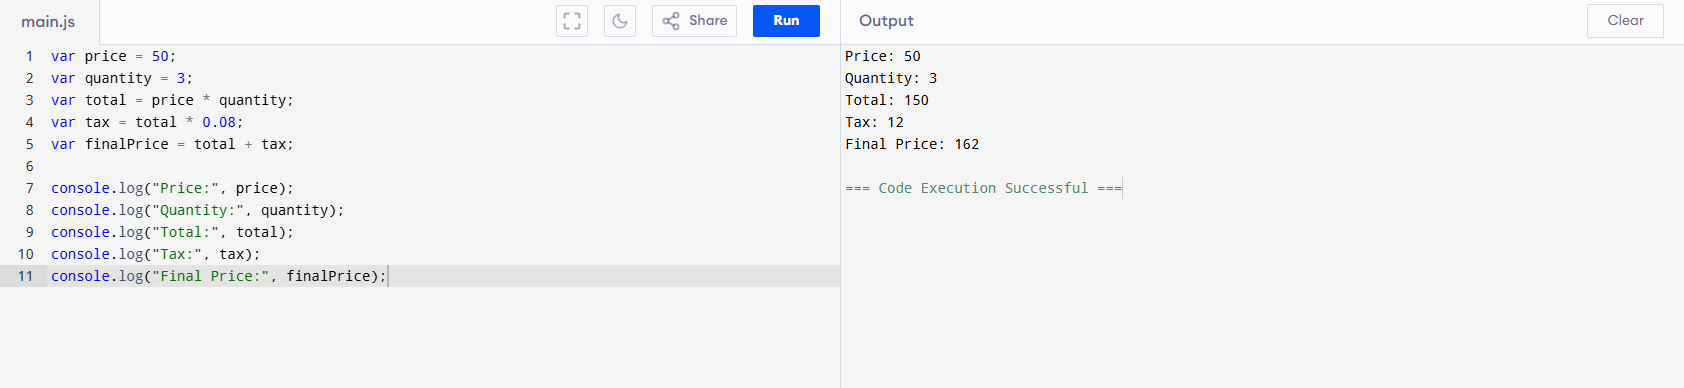 main.js
Share
Run
Output
Clear
1 var price = 50;
2 var quantity = 3;
3 var total = price * quantity;
4 var tax = total * 0.08;
5 var finalPrice = total + tax;
6
7 console.log("Price:", price);
8 console.log("Quantity:", quantity);
9 console.log("Total:", total);
10 console.log("Tax:", tax);
11 console.log("Final Price:", finalPrice);
Price: 50
Quantity: 3
Total: 150
Tax: 12
Final Price: 162
=== Code Execution Successful ===